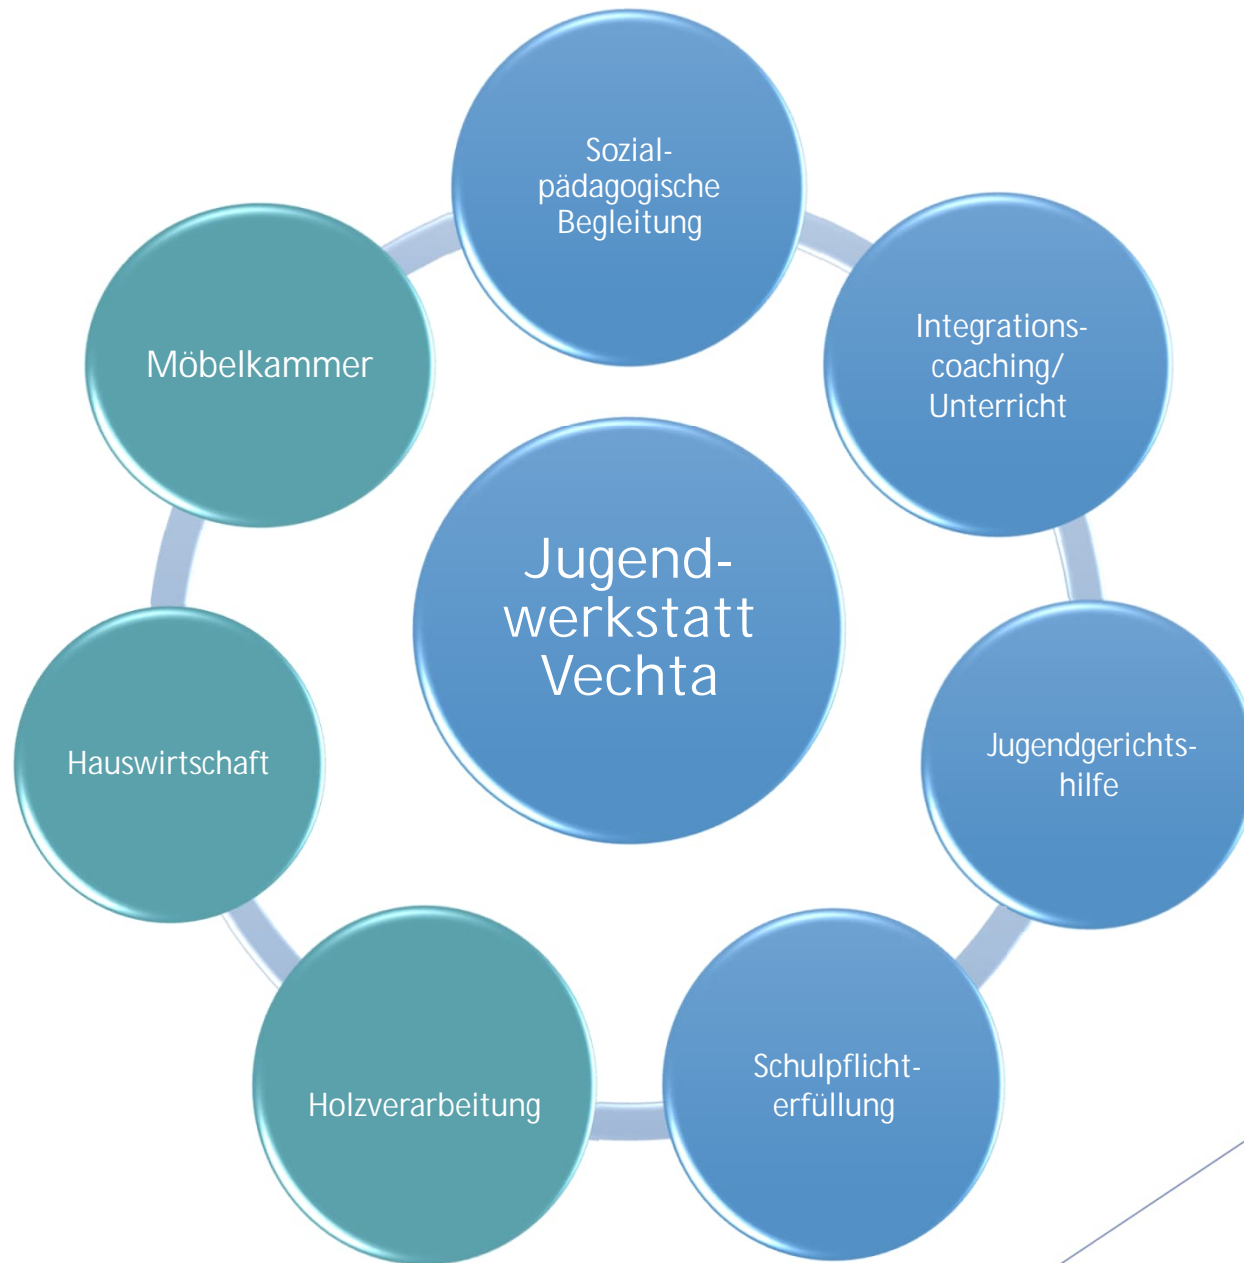 Sozial-
pädagogische
Begleitung
Integrations-
coaching/
Unterricht
Möbelkammer
Jugend-
werkstatt
Vechta
Hauswirtschaft
Jugendgerichts-
hilfe
Schulpflicht-
erfüllung
Holzverarbeitung